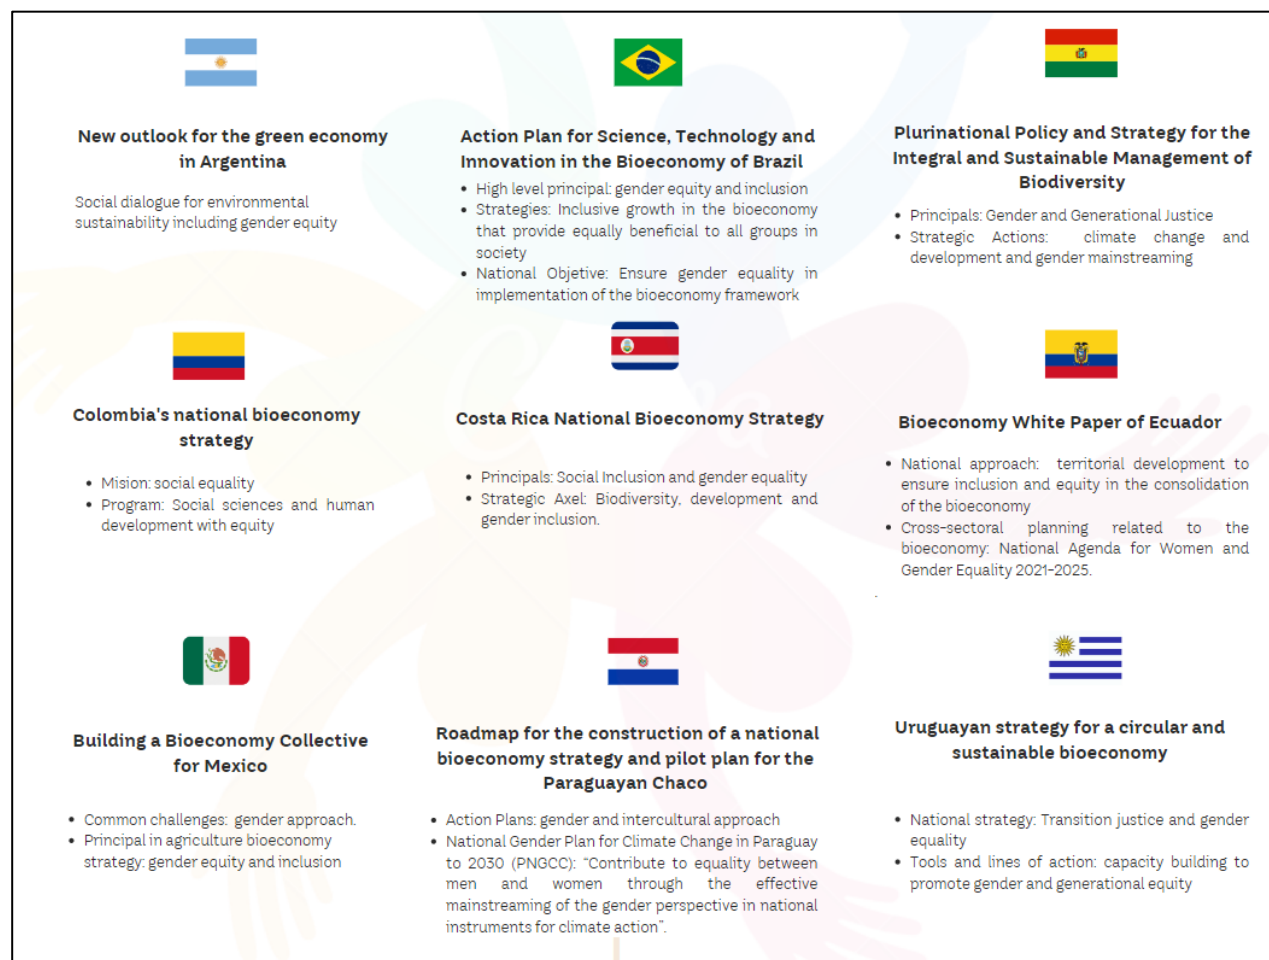 New outlook for the green economy
in Argentina
Social dialogue for environmental
sustainability including gender equity
Action Plan for Science, Technology and
Innovation in the Bioeconomy of Brazil
• High level principal: gender equity and inclusion
• Strategies: Inclusive growth in the bioeconomy
that provide equally beneficial to all groups in
society
• National Objetive: Ensure gender equality in
implementation of the bioeconomy framework
Plurinational Policy and Strategy for the
Integral and Sustainable Management of
Biodiversity
• Principals: Gender and Generational Justice
• Strategic Actions: climate change and
development and gender mainstreaming
Colombia's national bioeconomy
strategy
• Mision: social equality
• Program: Social sciences and human
development with equity
Costa Rica National Bioeconomy Strategy
• Principals: Social Inclusion and gender equality
• Strategic Axel: Biodiversity, development and
gender inclusion.
Bioeconomy White Paper of Ecuador
• National approach: territorial development to
ensure inclusion and equity in the consolidation
of the bioeconomy
• Cross-sectoral planning related to the
bioeconomy: National Agenda for Women and
Gender Equality 2021-2025.
.
Building a Bioeconomy Collective
for Mexico
• Common challenges: gender approach.
• Principal in agriculture bioeconomy
strategy: gender equity and inclusion
Roadmap for the construction of a national
bioeconomy strategy and pilot plan for the
Paraguayan Chaco
• Action Plans: gender and intercultural approach
• National Gender Plan for Climate Change in Paraguay
to 2030 (PNGCC): “Contribute to equality between
men and women through the effective
mainstreaming of the gender perspective in national
instruments for climate action”.
Uruguayan strategy for a circular and
sustainable bioeconomy
• National strategy: Transition justice and gender
equality
• Tools and lines of action: capacity building to
promote gender and generational equity